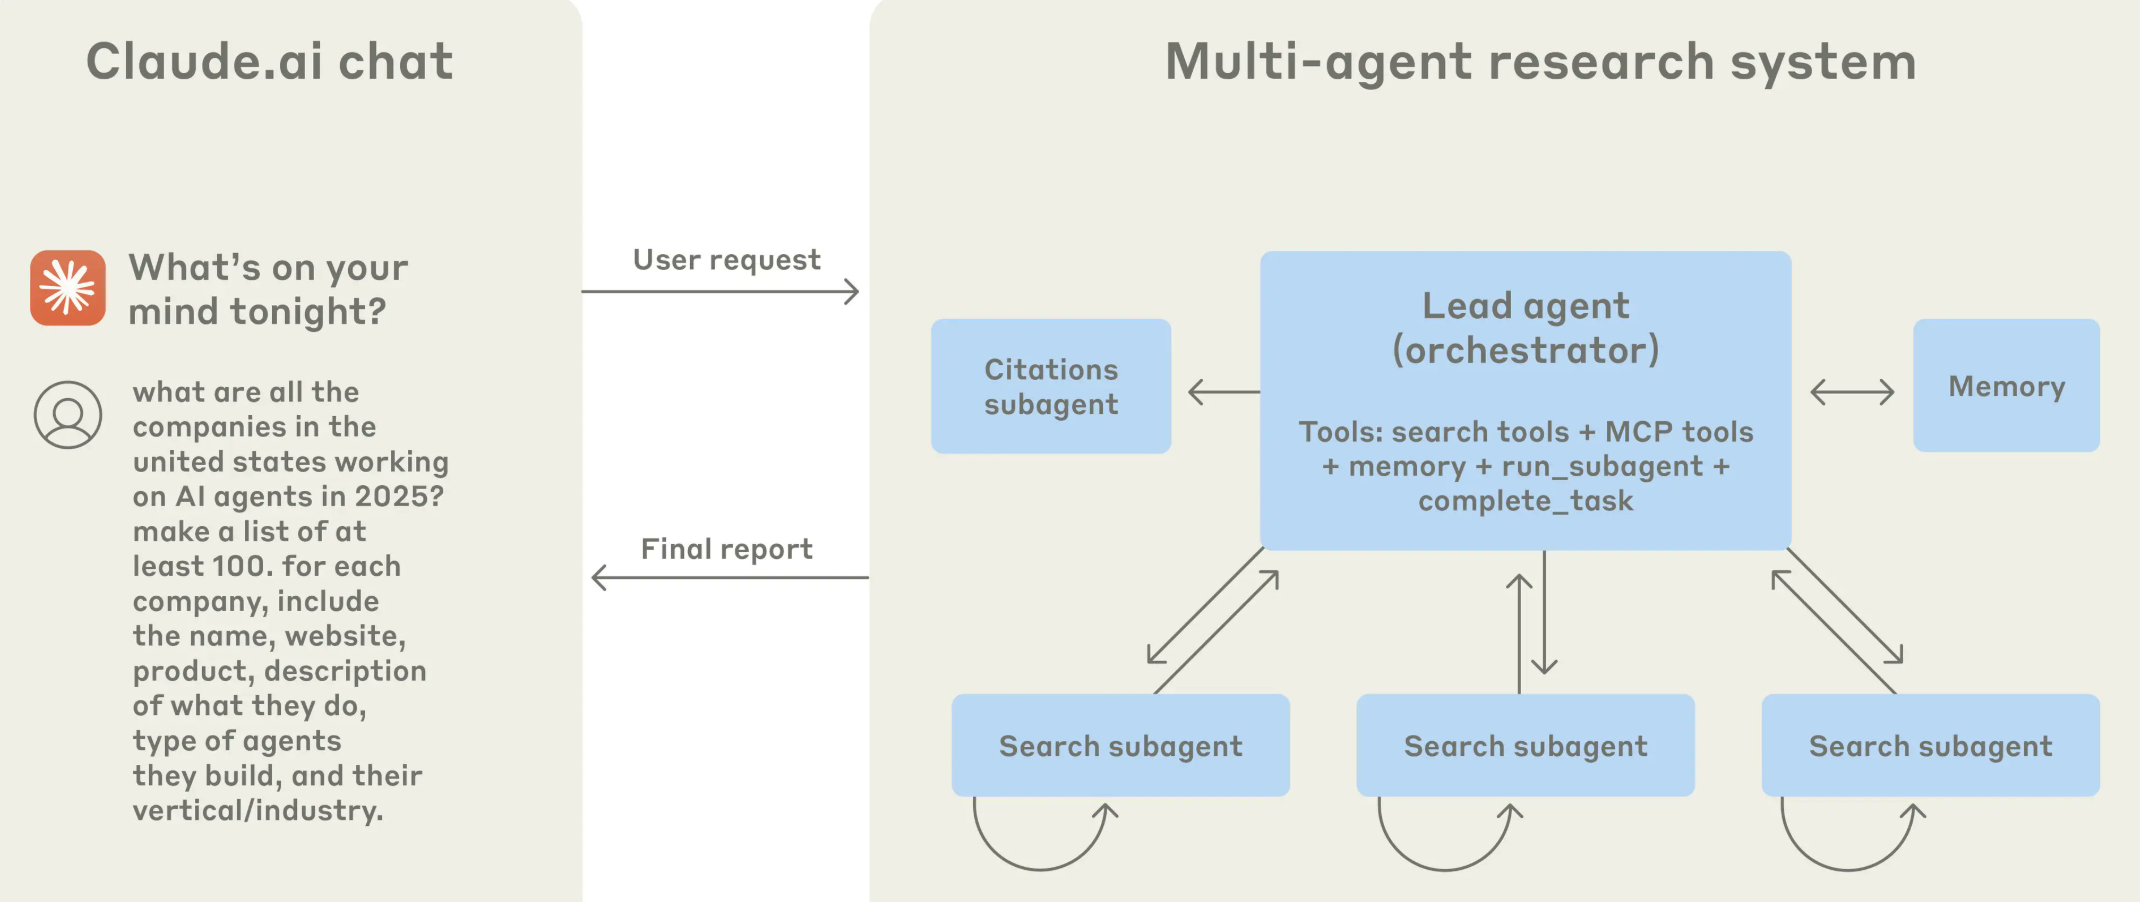 Claude.ai chat
What's on your
mind tonight?
what are all the
companies in the
united states working
on AI agents in 2025?
make a list of at
least 100. for each
company, include
the name, website,
product, description
of what they do,
type of agents
they build, and their
vertical/industry.
User request
Final report
Multi-agent research system
Citations
subagent
Lead agent
(orchestrator)
Tools: search tools + MCP tools
+ memory + run_subagent +
complete_task
Memory
Search subagent
Search subagent
Search subagent